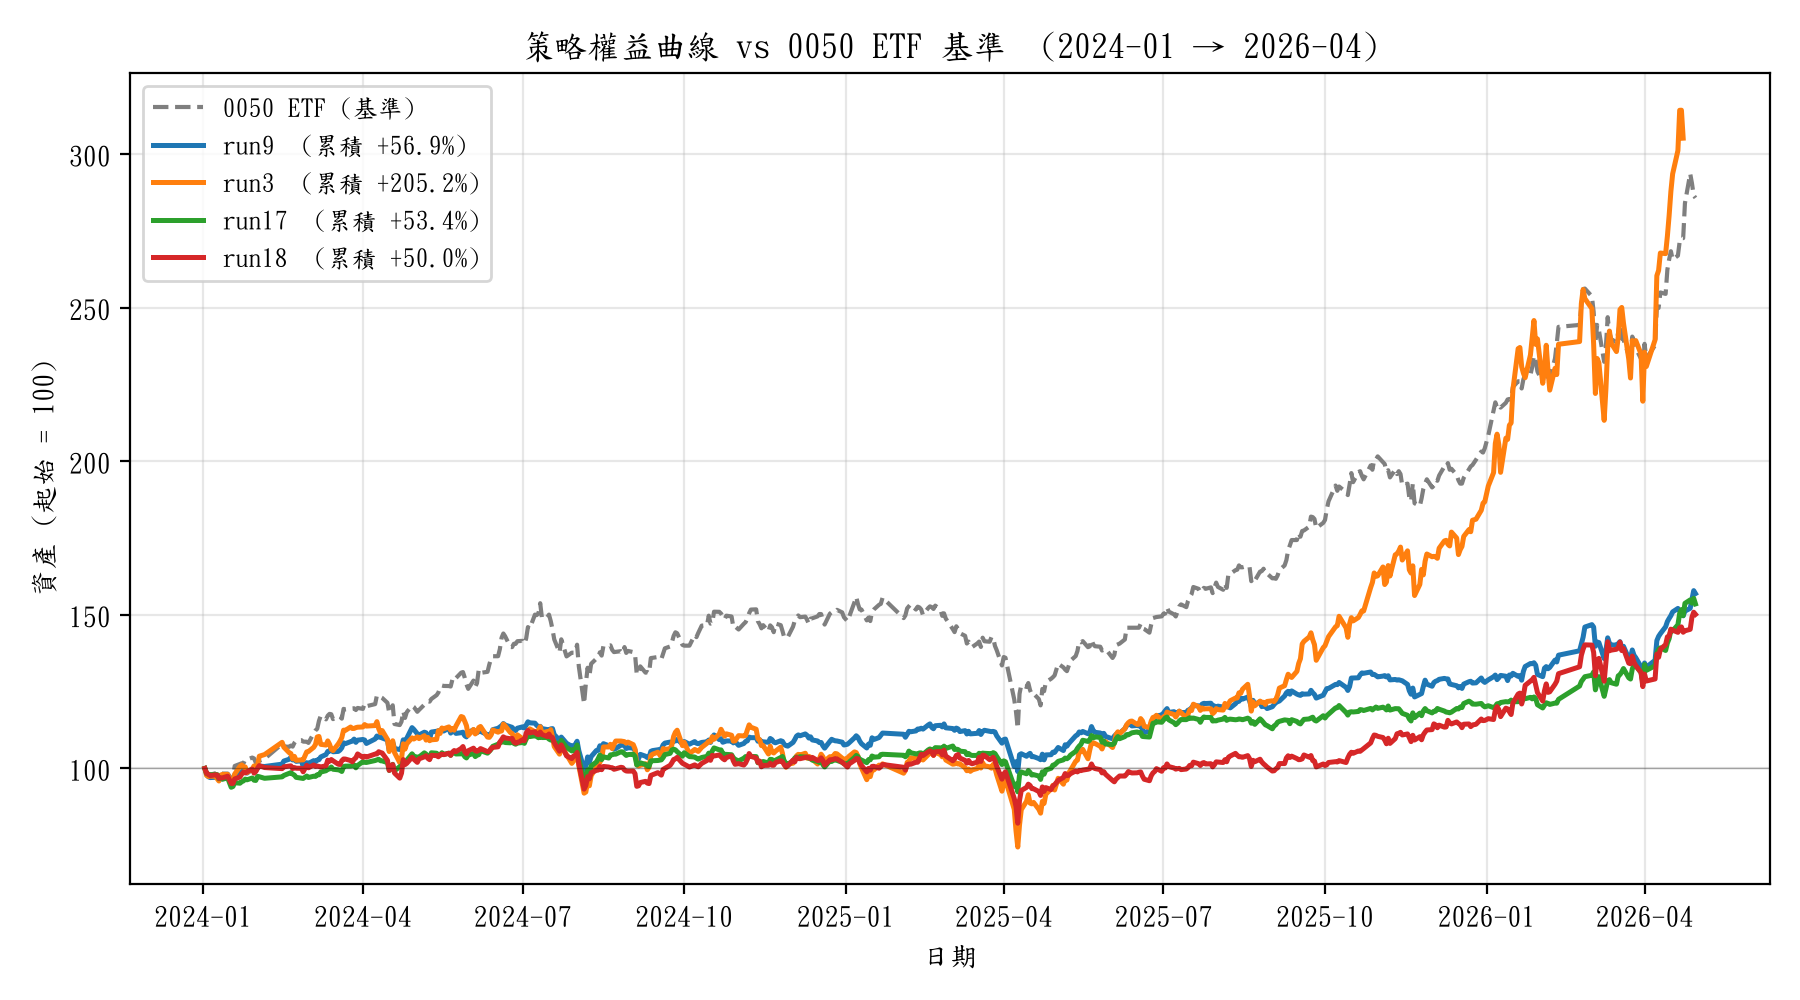 策略權益曲線 vs 0050 ETF 基準 (2024-01 → 2026-04)
0050 ETF (基準)
run9 (累積 +56.9%)
run3 (累積 +205.2%)
run17 (累積 +53.4%)
run18 (累積 +50.0%)
資產 (起始 = 100)
300
250
200
150
100
2024-01 2024-04 2024-07 2024-10 2025-01 2025-04 2025-07 2025-10 2026-01 2026-04
日期